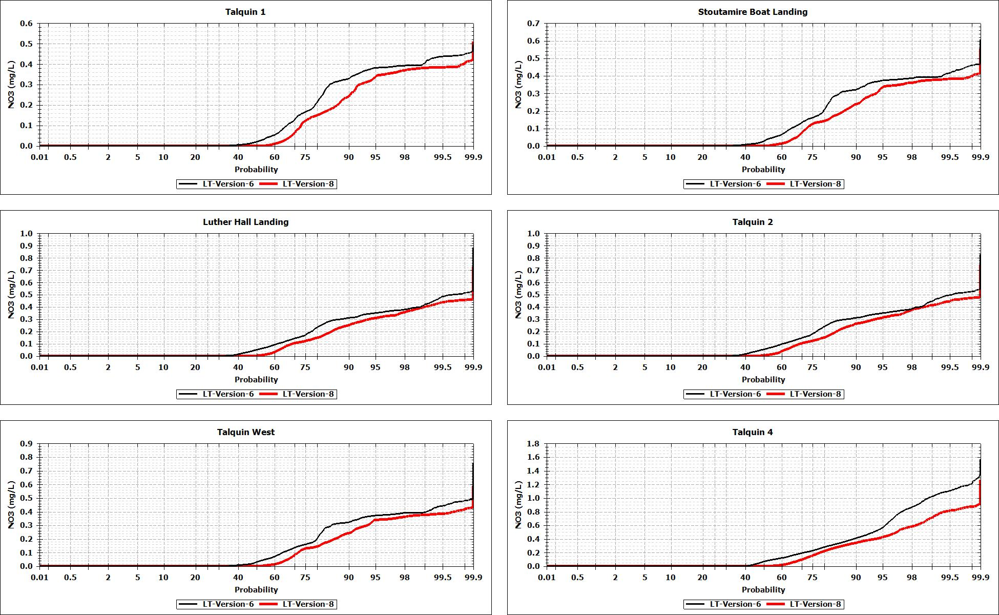 Talquin 1
NO3 (mg/L)
0.6
0.5
0.4
0.3
0.2
0.1
0.0
0.01 0.5 2 5 10 20 40 60 75 90 95 98 99.5 99.9
Probability
LT-Version-6 LT-Version-8
Stoutamire Boat Landing
NO3 (mg/L)
0.7
0.6
0.5
0.4
0.3
0.2
0.1
0.0
0.01 0.5 2 5 10 20 40 60 75 90 95 98 99.5 99.9
Probability
LT-Version-6 LT-Version-8
Luther Hall Landing
NO3 (mg/L)
1.0
0.9
0.8
0.7
0.6
0.5
0.4
0.3
0.2
0.1
0.0
0.01 0.5 2 5 10 20 40 60 75 90 95 98 99.5 99.9
Probability
LT-Version-6 LT-Version-8
Talquin 2
NO3 (mg/L)
1.0
0.9
0.8
0.7
0.6
0.5
0.4
0.3
0.2
0.1
0.0
0.01 0.5 2 5 10 20 40 60 75 90 95 98 99.5 99.9
Probability
LT-Version-6 LT-Version-8
Talquin West
NO3 (mg/L)
0.9
0.8
0.7
0.6
0.5
0.4
0.3
0.2
0.1
0.0
0.01 0.5 2 5 10 20 40 60 75 90 95 98 99.5 99.9
Probability
LT-Version-6 LT-Version-8
Talquin 4
NO3 (mg/L)
1.8
1.6
1.4
1.2
1.0
0.8
0.6
0.4
0.2
0.0
0.01 0.5 2 5 10 20 40 60 75 90 95 98 99.5 99.9
Probability
LT-Version-6 LT-Version-8